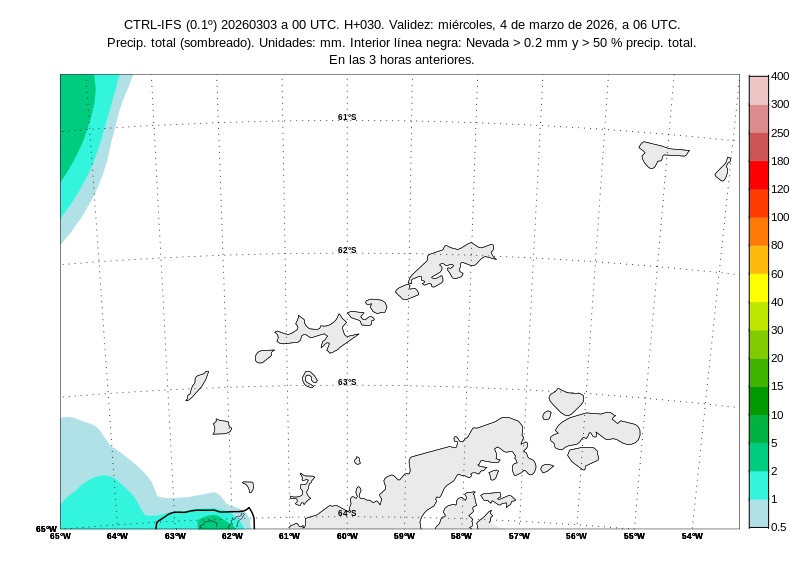 CTRL-IFS (0.1º) 20260303 a 00 UTC. H+030. Validez: miércoles, 4 de marzo de 2026, a 06 UTC.
Precip. total (sombreado). Unidades: mm. Interior línea negra: Nevada > 0.2 mm y > 50 % precip. total.
En las 3 horas anteriores.
400
300
250
200
180
120
100
80
60
40
30
20
15
10
5
2
1
0.5
61°S
62°S
63°S
64°S
65°W
65°W 64°W 63°W 62°W 61°W 60°W 59°W 58°W 57°W 56°W 55°W 54°W